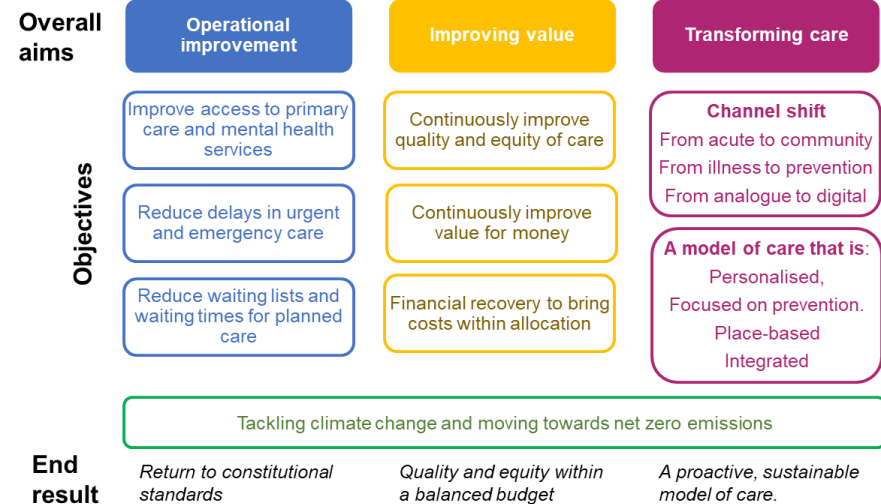 Overall
aims
Operational
improvement
Improving value
Transforming care
Objectives
Improve access to primary
care and mental health
services
Reduce delays in urgent
and emergency care
Reduce waiting lists and
waiting times for planned
care
Continuously improve
quality and equity of care
Continuously improve
value for money
Financial recovery to bring
costs within allocation
Channel shift
From acute to community
From illness to prevention
From analogue to digital
A model of care that is:
Personalised,
Focused on prevention.
Place-based
Integrated
Tackling climate change and moving towards net zero emissions
End
result
Return to constitutional
standards
Quality and equity within
a balanced budget
A proactive, sustainable
model of care.